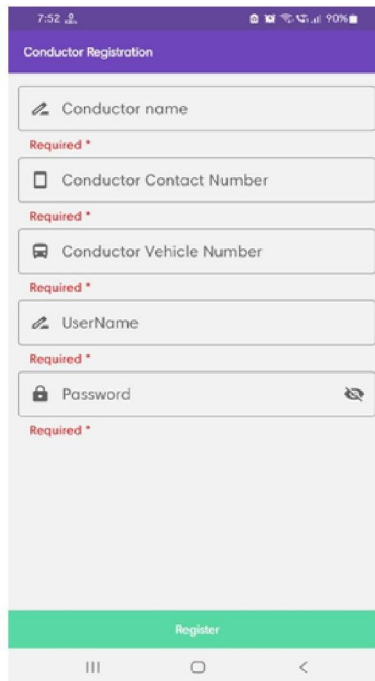 7:52
90%
Conductor Registration
Conductor name
Required *
Conductor Contact Number
Required *
Conductor Vehicle Number
Required *
UserName
Required *
Password
Required *
Register